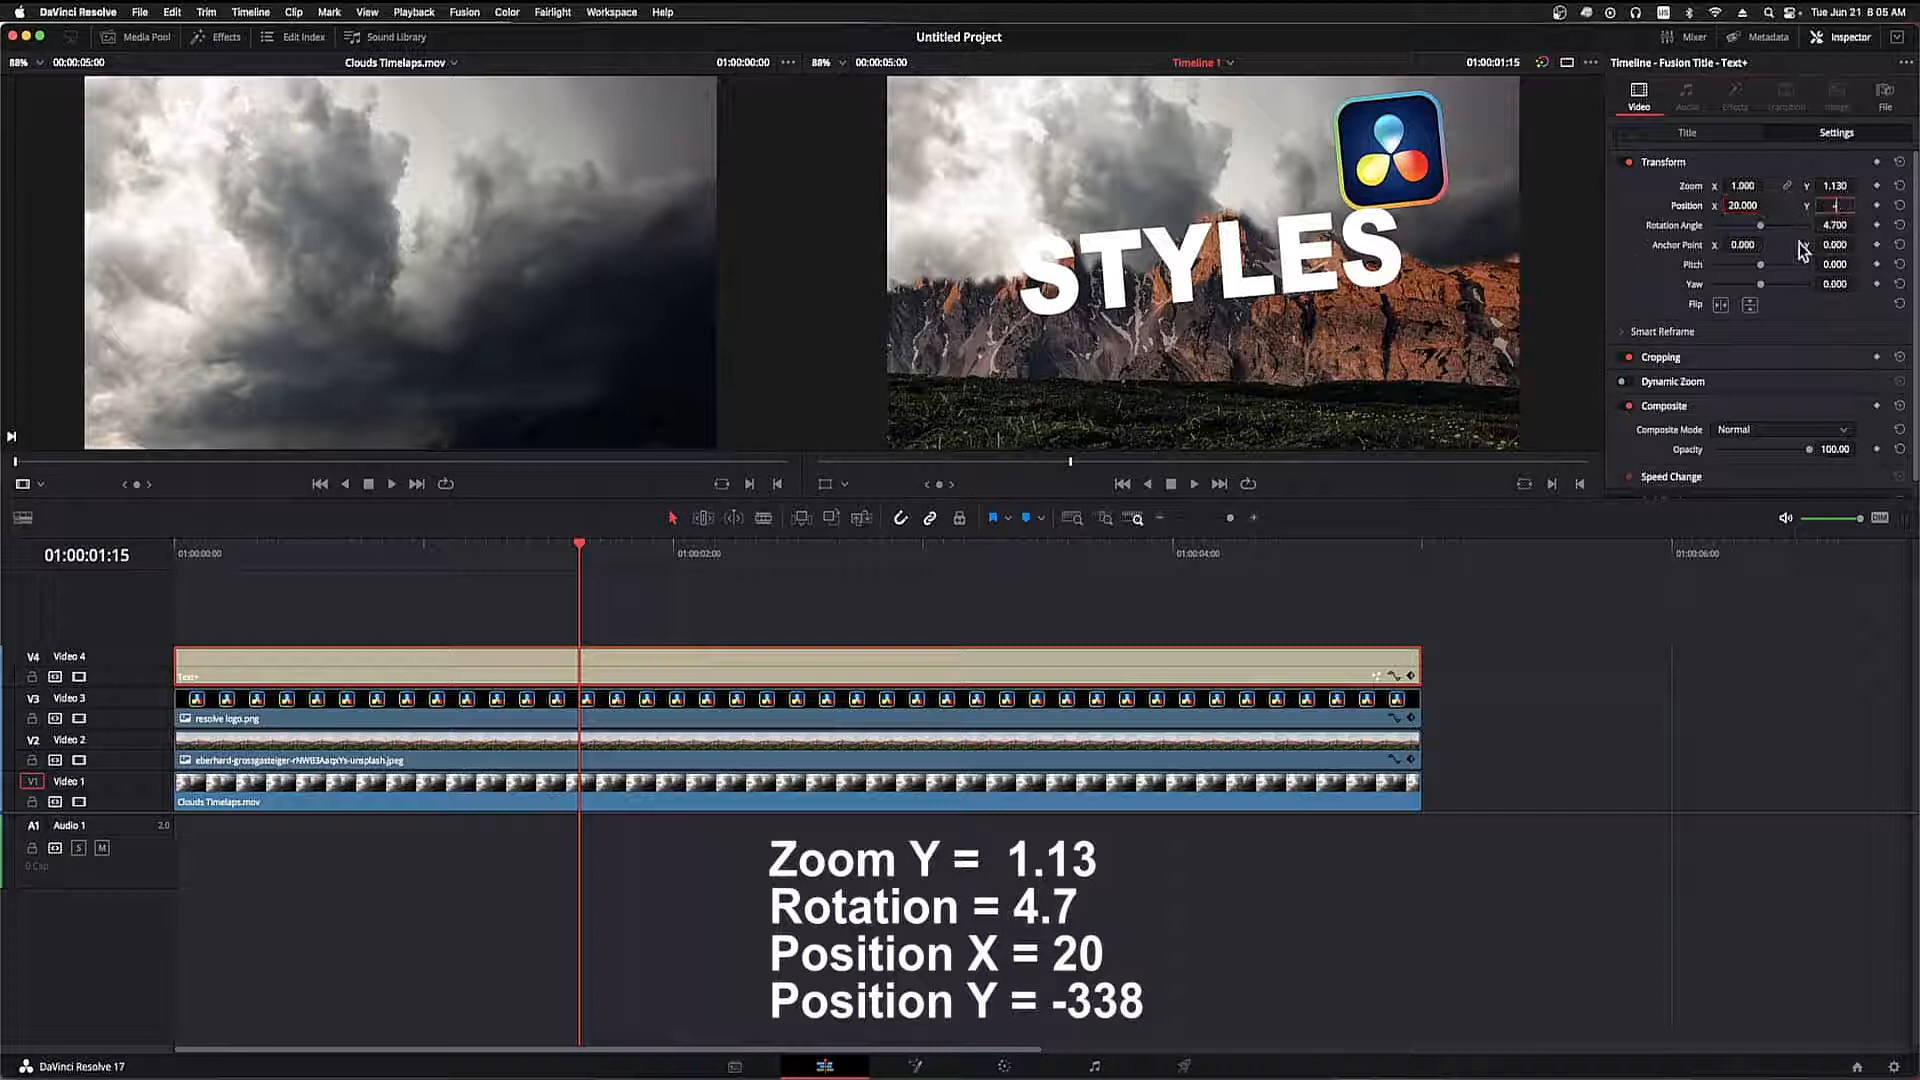 DaVinci Resolve File Edit Trim Timeline Clip Mark View Playback Fusion Color Fairlight Workspace Help Tue Jun 21 8:05 AM
Media Pool Effects Edit Index Sound Library Untitled Project Mixer Metadata Inspector
88% 00:00:05:00 Clouds Timelaps.mov 01:00:00:00 88% 00:00:05:00 Timeline 1 01:00:01:15 Timeline - Fusion Title - Text+
Video Audio Effects Transition Image File
Title Settings
Transform
Zoom X 1.000 Y 1.130
Position X 20.000 Y -
Rotation Angle 4.700
Anchor Point X 0.000 Y 0.000
Pitch 0.000
Yaw 0.000
Flip
Smart Reframe
Cropping
Dynamic Zoom
Composite
Composite Mode Normal
Opacity 100.00
Speed Change
STYLES
DIM
01:00:01:15 01:00:00:00 01:00:02:00 01:00:04:00 01:00:06:00
V4 Video 4
Text+
V3 Video 3
resolve logo.png
V2 Video 2
eberhard-grossgasteiger-rNWB3AaqxYs-unsplash.jpeg
V1 Video 1
Clouds Timelaps.mov
A1 Audio 1 2.0
S M
0 Clip
Zoom Y = 1.13
Rotation = 4.7
Position X = 20
Position Y = -338
DaVinci Resolve 17